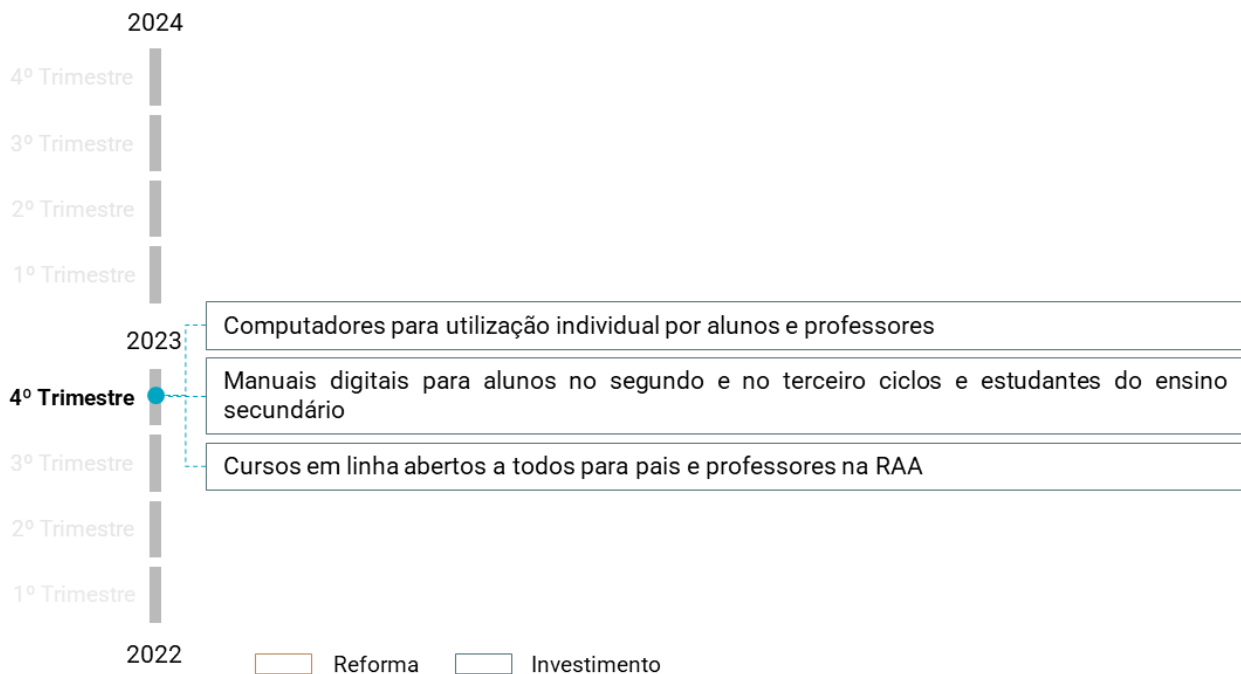 2024
4º Trimestre
3º Trimestre
2º Trimestre
1º Trimestre
Computadores para utilização individual por alunos e professores
2023
Manuais digitais para alunos no segundo e no terceiro ciclos e estudantes do ensino
secundário
4º Trimestre
Cursos em linha abertos a todos para pais e professores na RAA
3º Trimestre
2º Trimestre
1º Trimestre
2022
Reforma
Investimento